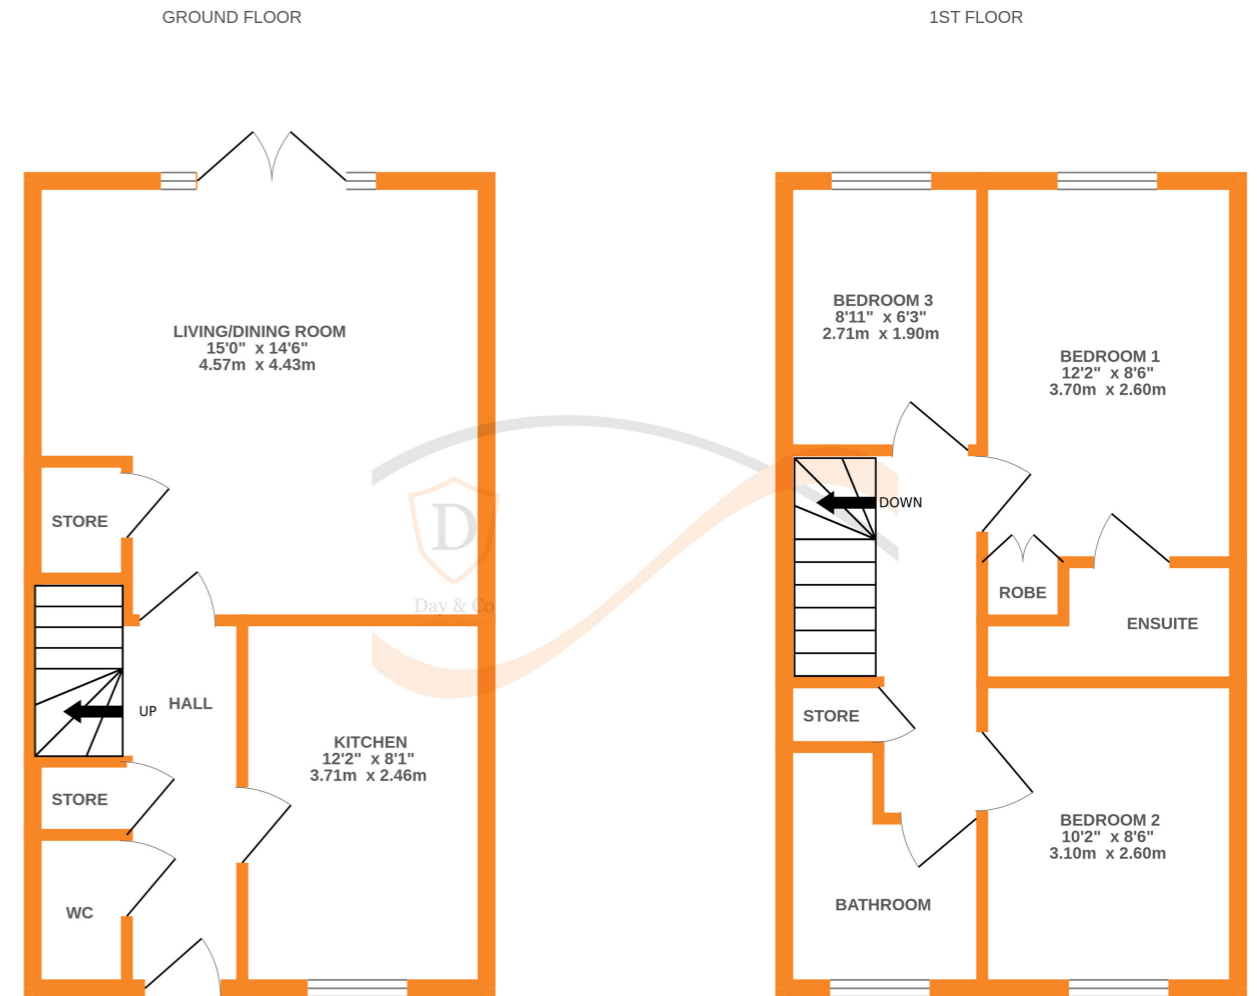 GROUND FLOOR
1ST FLOOR
LIVING/DINING ROOM
15'0" x 14'6"
4.57m x 4.43m
STORE
UP
HALL
STORE
WC
KITCHEN
12'2" x 8'1"
3.71m x 2.46m
D
Day & Co
BEDROOM 3
8'11" x 6'3"
2.71m x 1.90m
BEDROOM 1
12'2" x 8'6"
3.70m x 2.60m
DOWN
ROBE
ENSUITE
STORE
BEDROOM 2
10'2" x 8'6"
3.10m x 2.60m
BATHROOM